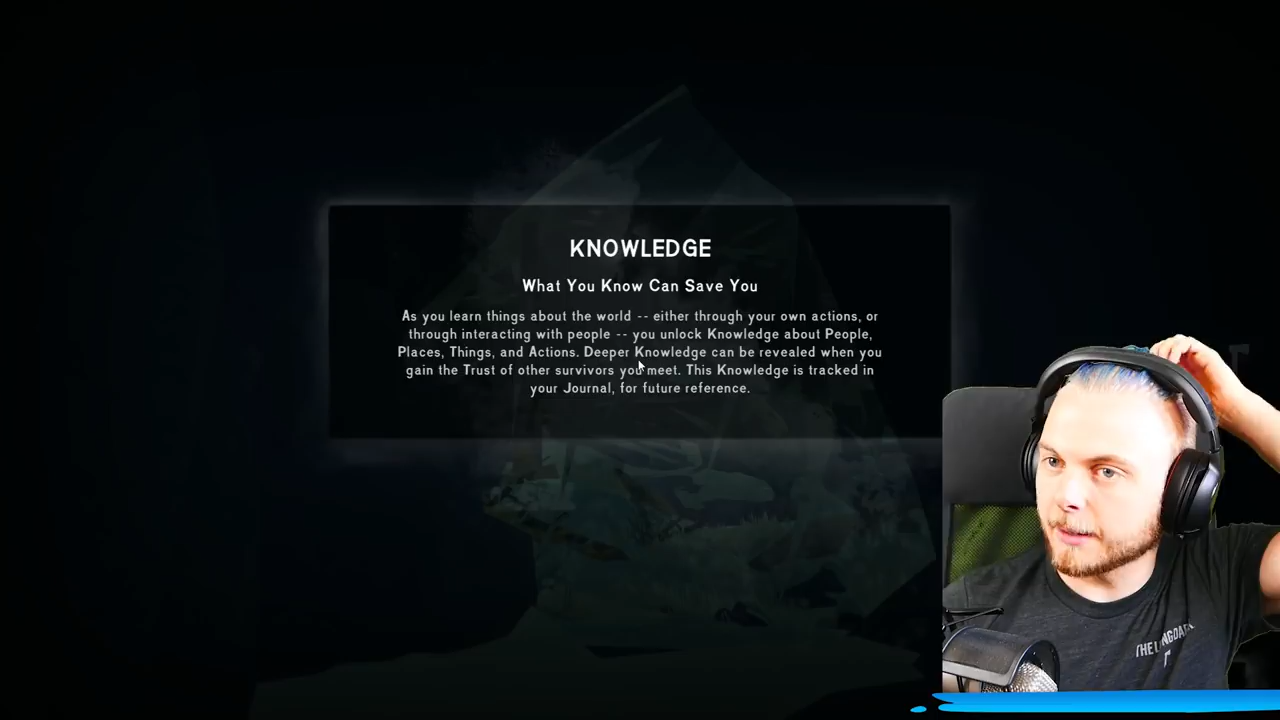 KNOWLEDGE
What You Know Can Save You
As you learn things about the world -- either through your own actions, or
through interacting with people -- you unlock Knowledge about People,
Places, Things, and Actions. Deeper Knowledge can be revealed when you
gain the Trust of other survivors you meet. This Knowledge is tracked in
your Journal, for future reference.